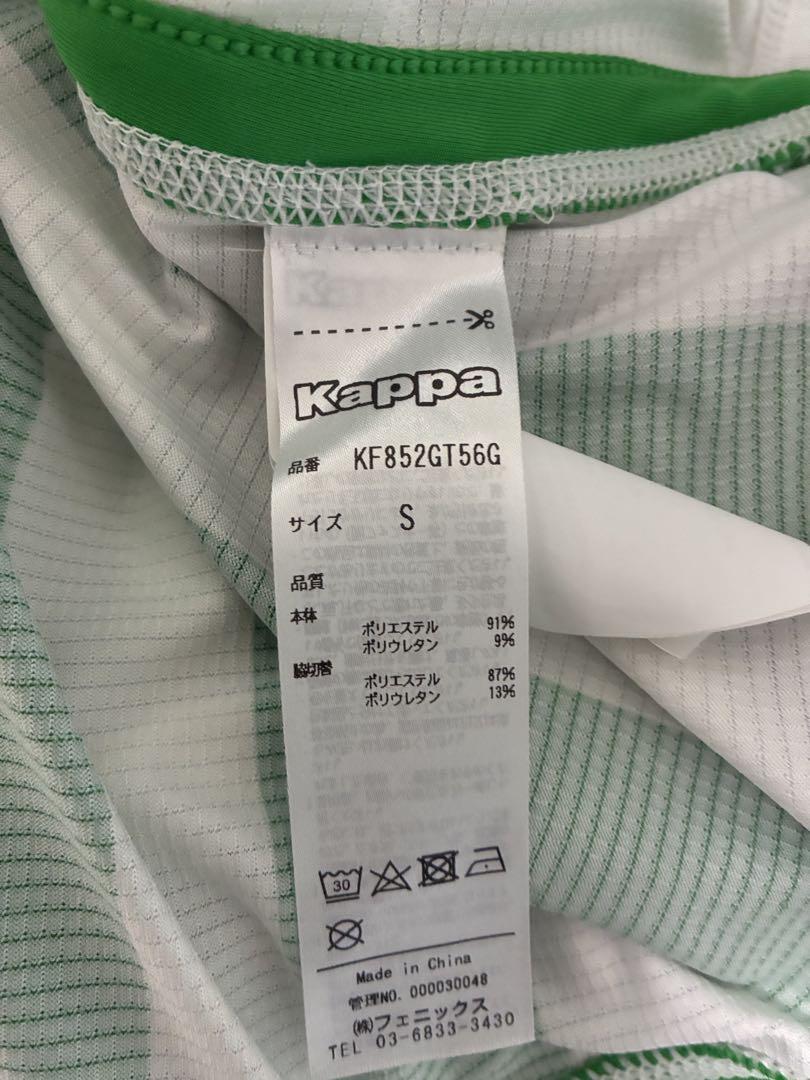 Kappa
品番 KF852GT56G
サイズ S
品質
本体
ポリエステル 91%
ポリウレタン 9%
脇切替
ポリエステル 87%
ポリウレタン 13%
30
Made in China
管理NO. 000030048
(株)フェニックス
TEL 03-6833-3430